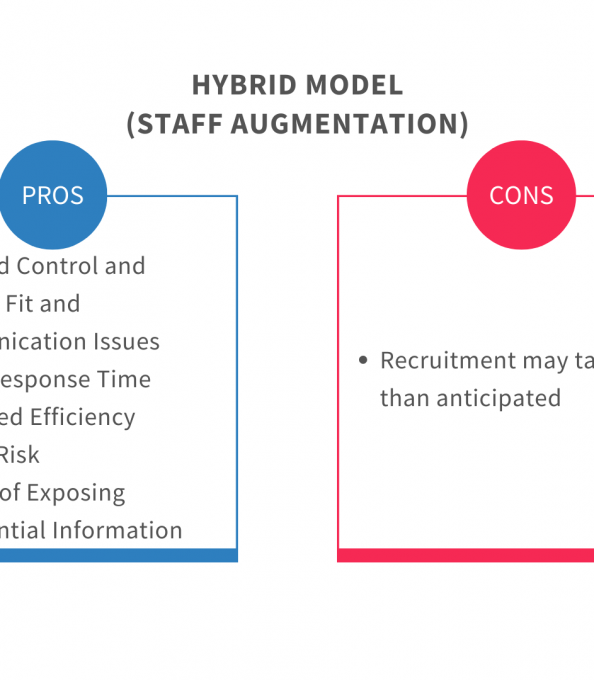 HYBRID MODEL
(STAFF AUGMENTATION)
PROS
d Control and
Fit and
nication Issues
esponse Time
ed Efficiency
Risk
of Exposing
ntial Information
CONS
• Recruitment may ta
than anticipated